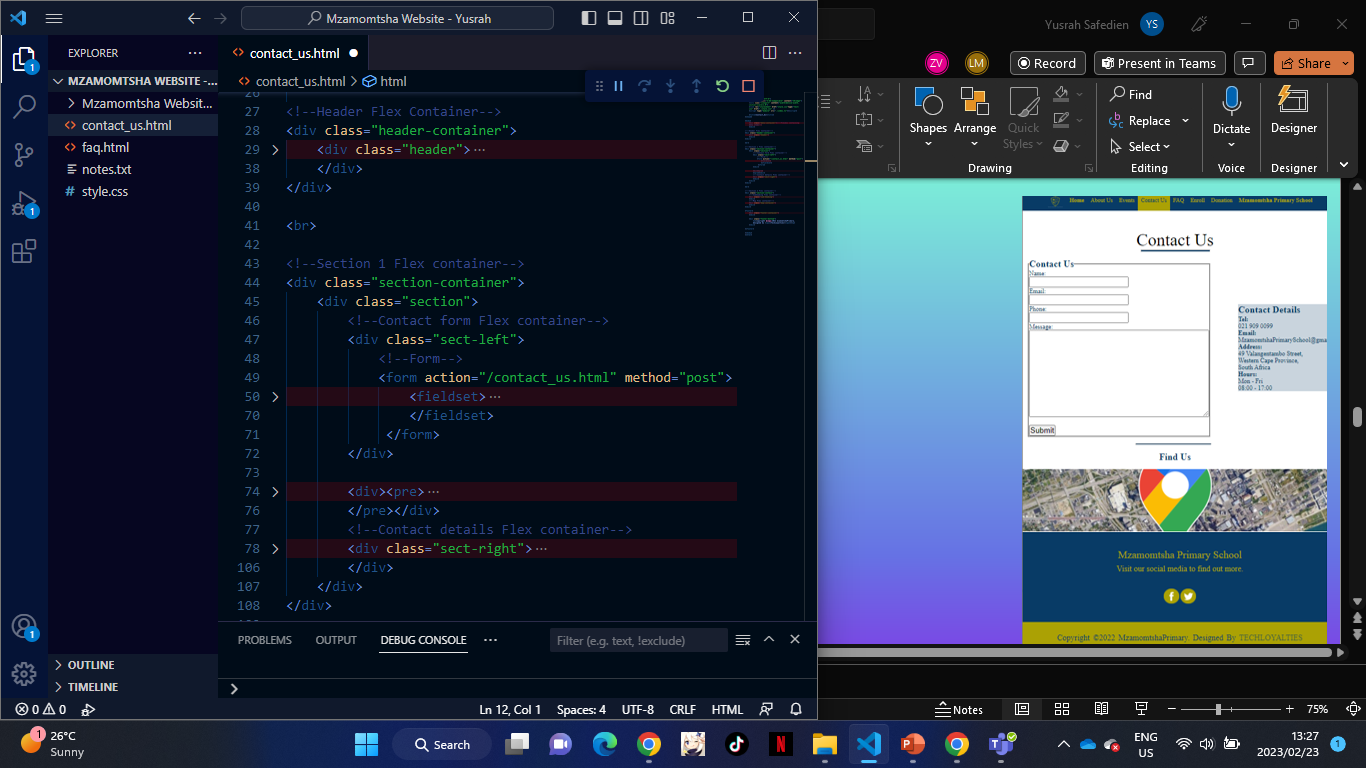 Mzamomtsha Website - Yusrah
EXPLORER
MZAMOMTSHA WEBSITE -...
Mzamomtsha Websit...
contact_us.html
faq.html
notes.txt
style.css
OUTLINE
TIMELINE
contact_us.html
contact_us.html > html
26
27 <!--Header Flex Container-->
28 <div class="header-container">
29 <div class="header">
38 </div>
39 </div>
40
41 <br>
42
43 <!--Section 1 Flex container-->
44 <div class="section-container">
45 <div class="section">
46 <!--Contact form Flex container-->
47 <div class="sect-left">
48 <!--Form-->
49 <form action="/contact_us.html" method="post">
50 <fieldset>
70 </fieldset>
71 </form>
72 </div>
73
74 <div><pre>
76 </pre></div>
77 <!--Contact details Flex container-->
78 <div class="sect-right">
106 </div>
107 </div>
108 </div>
PROBLEMS OUTPUT DEBUG CONSOLE
Filter (e.g. text, !exclude)
0 0 Ln 12, Col 1 Spaces: 4 UTF-8 CRLF HTML
Yusrah Safedien YS
ZV LM Record Present in Teams Share
Shapes Arrange Quick Styles
Find
Replace
Select
Dictate
Designer
Drawing Editing Voice Designer
Home About Us Events Contact Us FAQ Enroll Donation Mzamomtsha Primary School
Contact Us
Contact Us
Name:
Email:
Phone:
Message:
Submit
Contact Details
Tel:
021 909 0099
Email:
MzamomtshaPrimarySchool@gma
Address:
49 Valangentambo Street,
Western Cape Province,
South Africa
Hours:
Mon - Fri
08:00 - 17:00
Find Us
Mzamomtsha Primary School
Visit our social media to find out more.
Copyright ©2022 MzamomtshaPrimary. Designed By TECHLOYALTIES
Notes 75%
26°C
Sunny
Search
ENG
US
13:27
2023/02/23